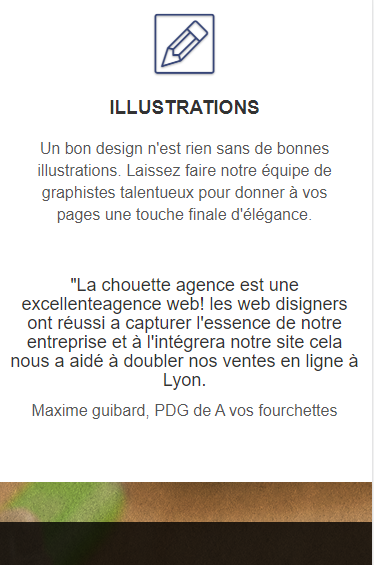 ILLUSTRATIONS
Un bon design n'est rien sans de bonnes
illustrations. Laissez faire notre équipe de
graphistes talentueux pour donner à vos
pages une touche finale d'élégance.
"La chouette agence est une
excellenteagence web! les web disigners
ont réussi a capturer l'essence de notre
entreprise et à l'intégrera notre site cela
nous a aidé à doubler nos ventes en ligne à
Lyon.
Maxime guibard, PDG de A vos fourchettes